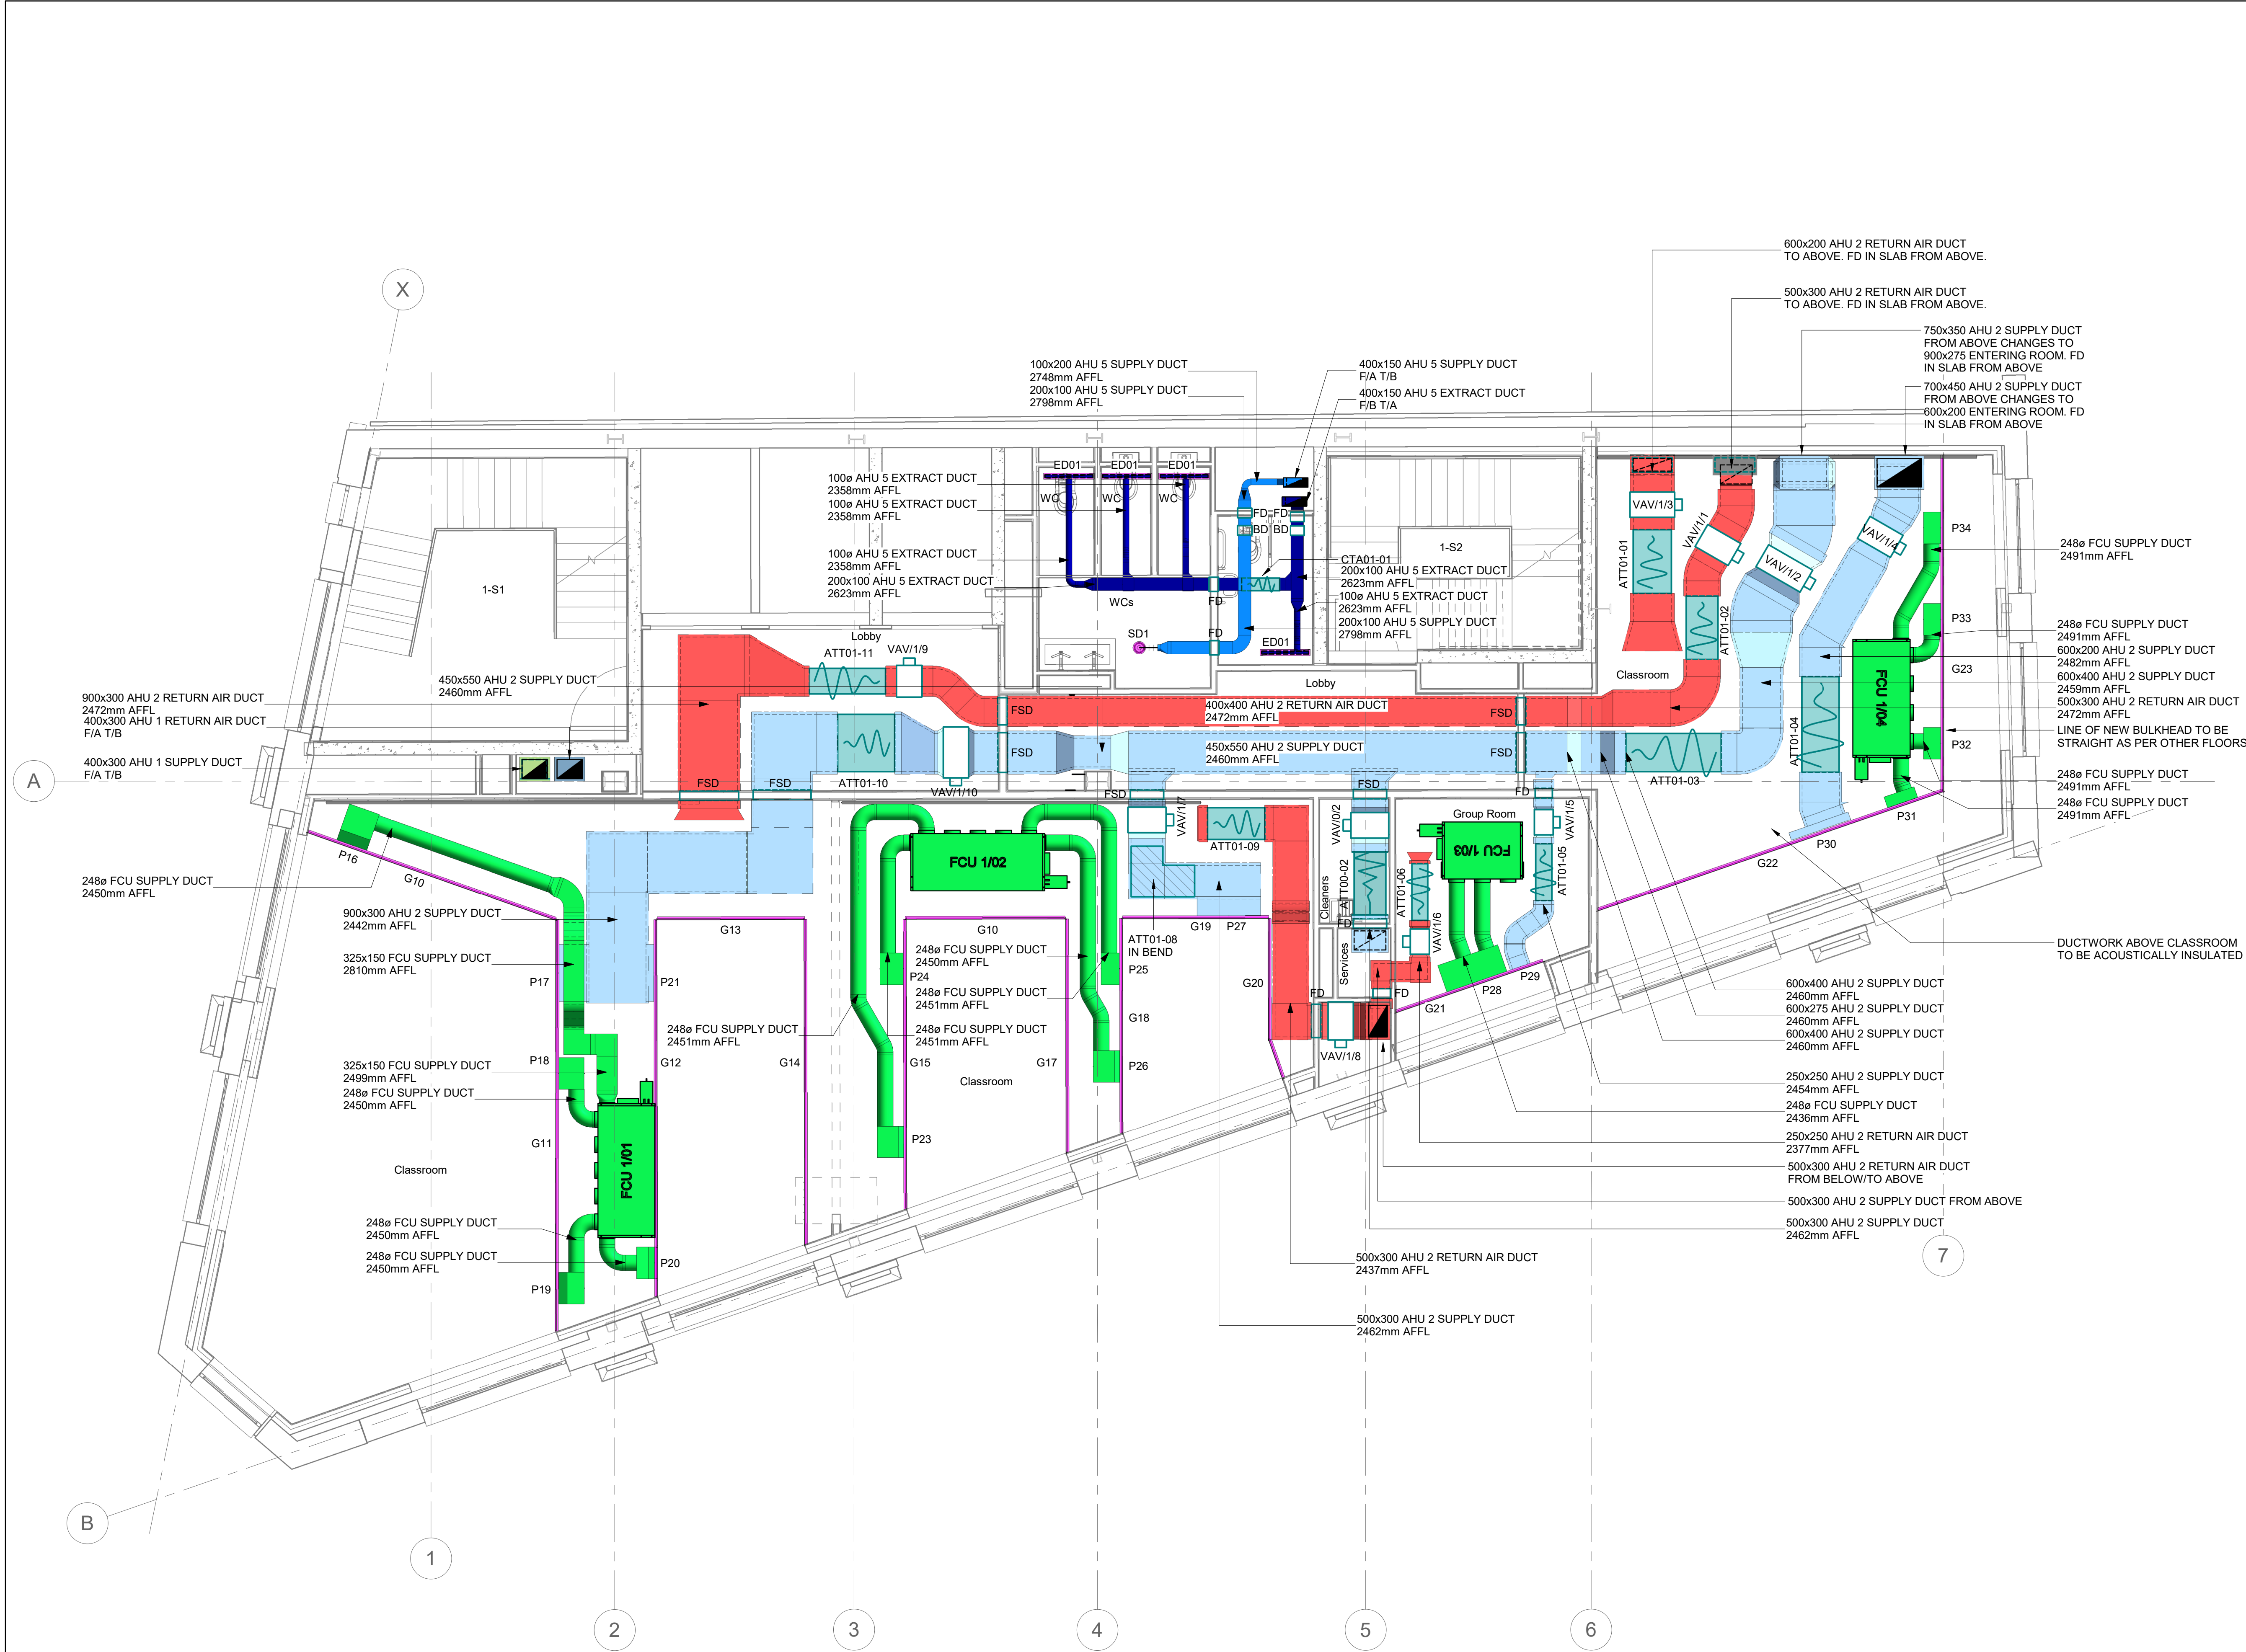 X
600x200 AHU 2 RETURN AIR DUCT
TO ABOVE. FD IN SLAB FROM ABOVE.
500x300 AHU 2 RETURN AIR DUCT
TO ABOVE. FD IN SLAB FROM ABOVE.
750x350 AHU 2 SUPPLY DUCT
FROM ABOVE CHANGES TO
900x275 ENTERING ROOM. FD
IN SLAB FROM ABOVE
700x450 AHU 2 SUPPLY DUCT
FROM ABOVE CHANGES TO
600x200 ENTERING ROOM. FD
IN SLAB FROM ABOVE
100x200 AHU 5 SUPPLY DUCT
2748mm AFFL
200x100 AHU 5 SUPPLY DUCT
2798mm AFFL
400x150 AHU 5 SUPPLY DUCT
F/A T/B
400x150 AHU 5 EXTRACT DUCT
F/B T/A
ED01
ED01
ED01
100ø AHU 5 EXTRACT DUCT
2358mm AFFL
100ø AHU 5 EXTRACT DUCT
2358mm AFFL
100ø AHU 5 EXTRACT DUCT
2358mm AFFL
200x100 AHU 5 EXTRACT DUCT
2623mm AFFL
WC
WC
WC
FD
FD
BD
BD
CTA01-01
200x100 AHU 5 EXTRACT DUCT
2623mm AFFL
100ø AHU 5 EXTRACT DUCT
2623mm AFFL
200x100 AHU 5 SUPPLY DUCT
2798mm AFFL
1-S1
1-S2
WCs
FD
FD
SD1
ED01
VAV/1/3
VAV/1/1
VAV/1/2
VAV/1/4
ATT01-01
ATT01-02
P34
248ø FCU SUPPLY DUCT
2491mm AFFL
P33
248ø FCU SUPPLY DUCT
2491mm AFFL
600x200 AHU 2 SUPPLY DUCT
2482mm AFFL
600x400 AHU 2 SUPPLY DUCT
2459mm AFFL
500x300 AHU 2 RETURN AIR DUCT
2472mm AFFL
LINE OF NEW BULKHEAD TO BE
STRAIGHT AS PER OTHER FLOORS
248ø FCU SUPPLY DUCT
2491mm AFFL
248ø FCU SUPPLY DUCT
2491mm AFFL
G23
FCU 1/04
P32
P31
P30
G22
Classroom
ATT01-04
ATT01-03
Lobby
ATT01-11
VAV/1/9
450x550 AHU 2 SUPPLY DUCT
2460mm AFFL
900x300 AHU 2 RETURN AIR DUCT
2472mm AFFL
400x300 AHU 1 RETURN AIR DUCT
F/A T/B
400x300 AHU 1 SUPPLY DUCT
F/A T/B
Lobby
FSD
400x400 AHU 2 RETURN AIR DUCT
2472mm AFFL
FSD
FSD
450x550 AHU 2 SUPPLY DUCT
2460mm AFFL
FSD
A
FSD
FSD
ATT01-10
VAV/1/10
FSD
FSD
FD
VAV/1/7
ATT01-09
VAV/0/2
VAV/1/5
Group Room
FCU 1/03
ATT01-05
ATT01-06
VAV/1/6
ATT00-02
FD
Cleaners
Services
P16
G10
248ø FCU SUPPLY DUCT
2450mm AFFL
FCU 1/02
900x300 AHU 2 SUPPLY DUCT
2442mm AFFL
325x150 FCU SUPPLY DUCT
2810mm AFFL
G13
G10
G19
P27
ATT01-08
IN BEND
248ø FCU SUPPLY DUCT
2450mm AFFL
248ø FCU SUPPLY DUCT
2451mm AFFL
248ø FCU SUPPLY DUCT
2451mm AFFL
248ø FCU SUPPLY DUCT
2451mm AFFL
P17
P21
P24
P25
G20
G18
P28
P29
G21
FD
FD
VAV/1/8
DUCTWORK ABOVE CLASSROOM
TO BE ACOUSTICALLY INSULATED
600x400 AHU 2 SUPPLY DUCT
2460mm AFFL
600x275 AHU 2 SUPPLY DUCT
2460mm AFFL
600x400 AHU 2 SUPPLY DUCT
2460mm AFFL
250x250 AHU 2 SUPPLY DUCT
2454mm AFFL
248ø FCU SUPPLY DUCT
2436mm AFFL
250x250 AHU 2 RETURN AIR DUCT
2377mm AFFL
500x300 AHU 2 RETURN AIR DUCT
FROM BELOW/TO ABOVE
500x300 AHU 2 SUPPLY DUCT FROM ABOVE
500x300 AHU 2 SUPPLY DUCT
2462mm AFFL
325x150 FCU SUPPLY DUCT
2499mm AFFL
248ø FCU SUPPLY DUCT
2450mm AFFL
P18
G12
G14
G15
G17
P26
Classroom
P23
G11
Classroom
FCU 1/01
248ø FCU SUPPLY DUCT
2450mm AFFL
248ø FCU SUPPLY DUCT
2450mm AFFL
P19
P20
500x300 AHU 2 RETURN AIR DUCT
2437mm AFFL
500x300 AHU 2 SUPPLY DUCT
2462mm AFFL
B
1
2
3
4
5
6
7